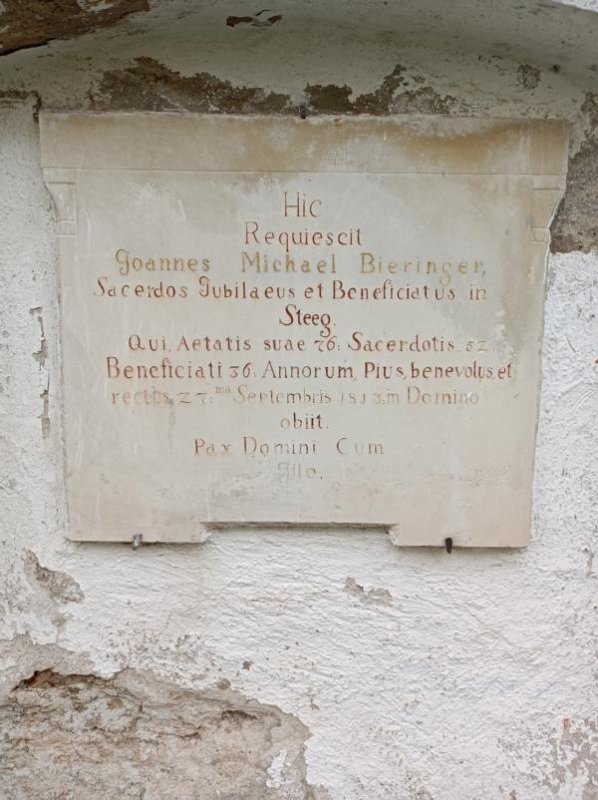 Hic
Requiescit
Joannes Michael Bieringer,
Sacerdos Jubilaeus et Beneficiatus in
Steeg.
Qui, Aetatis suae 76: Sacerdotis 52:
Beneficiati 36: Annorum, Pius, benevolus, et
rectus, 27:ma Septembris 1813: in Domino
obiit.
Pax Domini Cum
Illo.